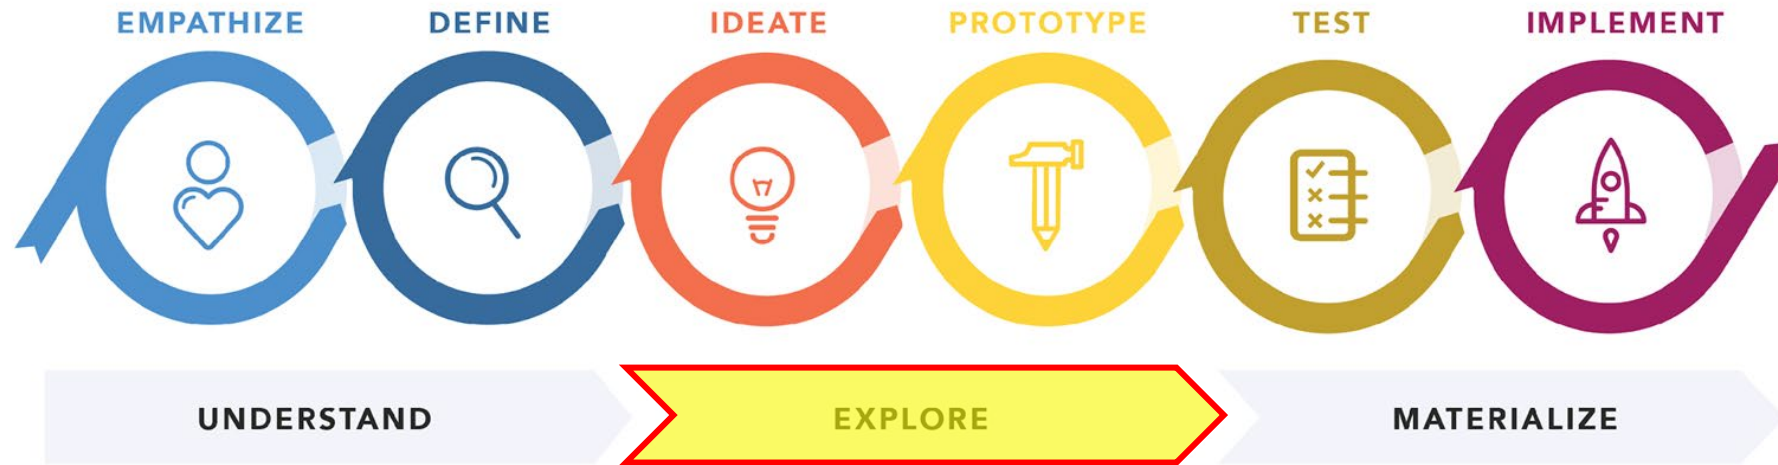 EMPATHIZE DEFINE IDEATE PROTOTYPE TEST IMPLEMENT
UNDERSTAND EXPLORE MATERIALIZE